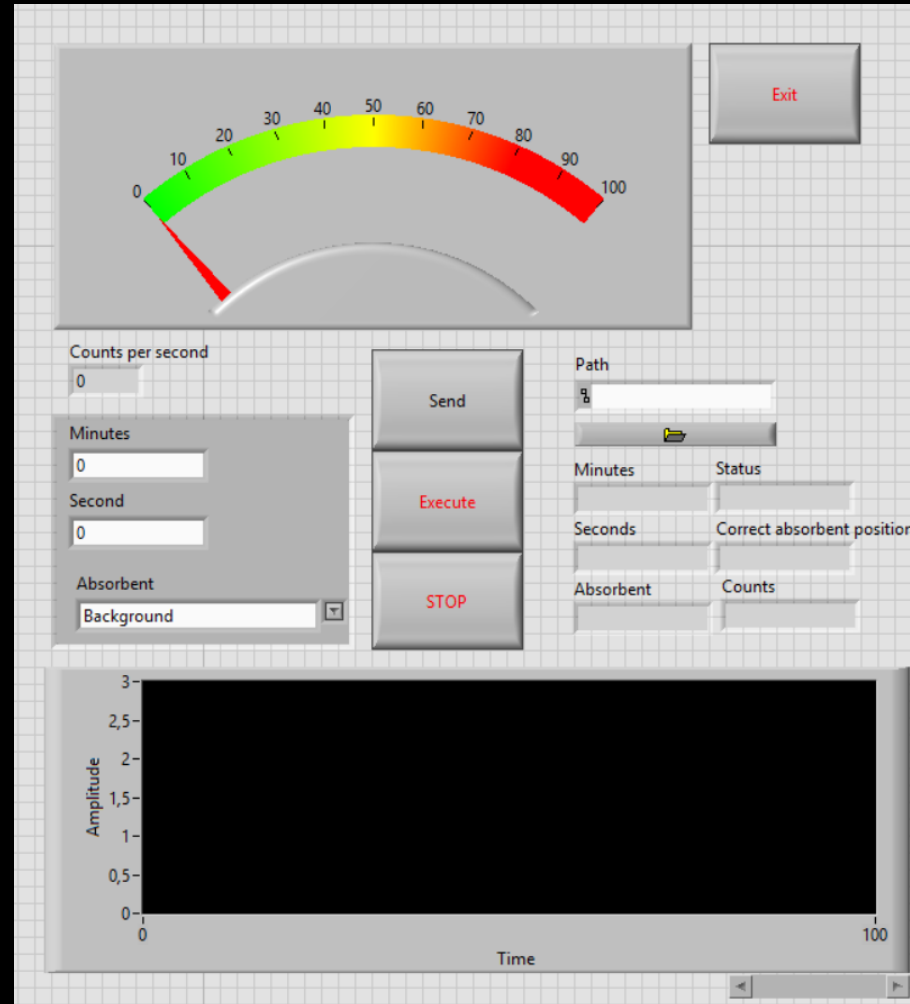 0 10 20 30 40 50 60 70 80 90 100
Exit
Counts per second
0
Minutes
0
Second
0
Absorbent
Background
Send
Execute
STOP
Path
Minutes Status
Seconds Correct absorbent position
Absorbent Counts
3
2,5
2
1,5
1
0,5
0
Amplitude
0 100
Time